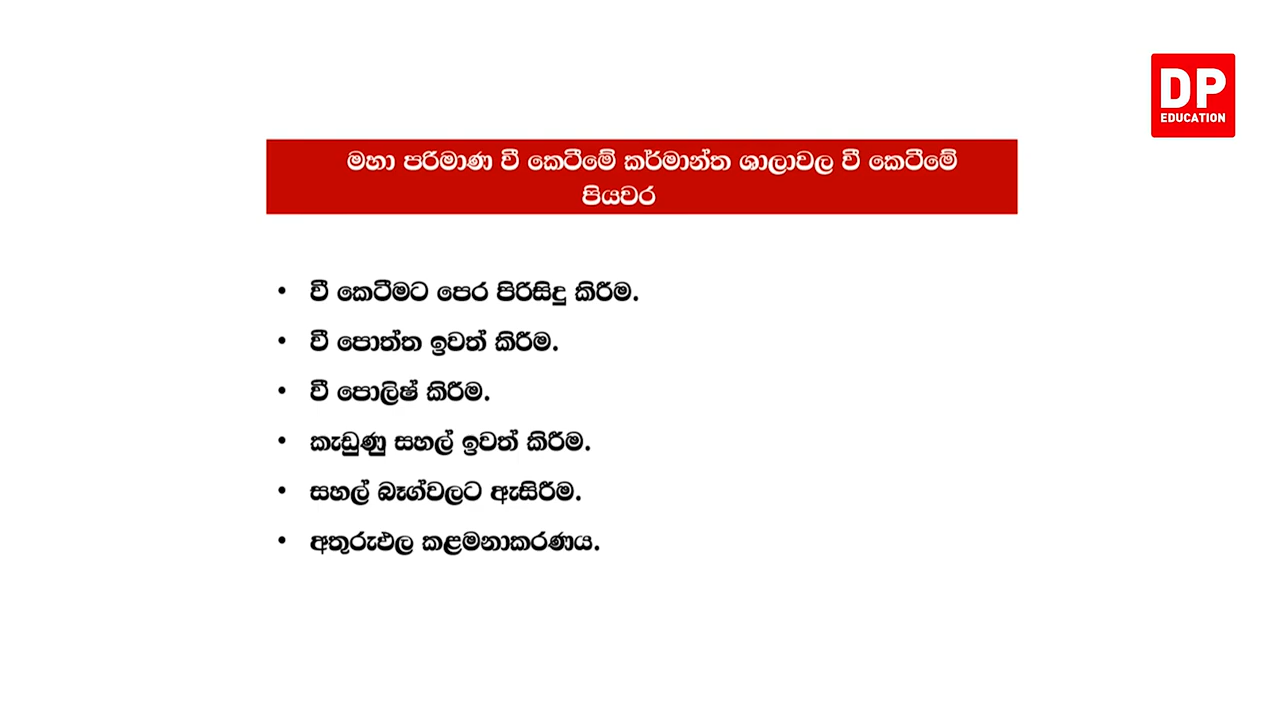 DP
EDUCATION
මහා පරිමාණ වී කෙටීමේ කර්මාන්ත ශාලාවල වී කෙටීමේ
පියවර
• වී කෙටීමට පෙර පිරිසිදු කිරීම.
• වී පොත්ත ඉවත් කිරීම.
• වී පොලිෂ් කිරීම.
• කැඩුණු සහල් ඉවත් කිරීම.
• සහල් බෑග්වලට ඇසිරීම.
• අතුරුඵල කළමනාකරණය.